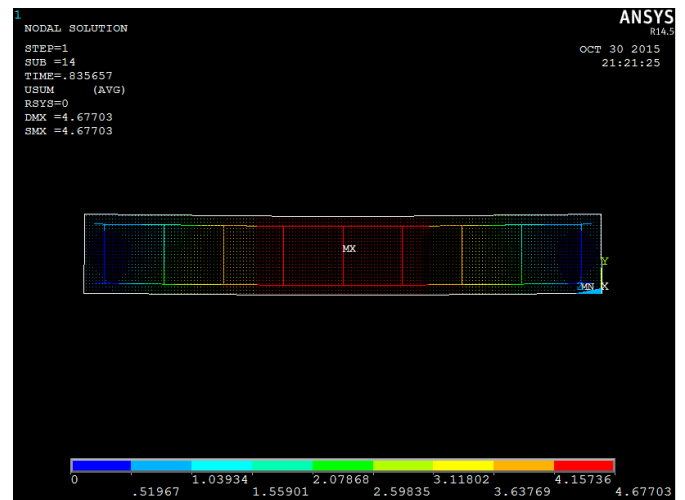 1
ANSYS
R14.5
NODAL SOLUTION
STEP=1
SUB =14
TIME=.835657
USUM (AVG)
RSYS=0
DMX =4.67703
SMX =4.67703
OCT 30 2015
21:21:25
MX
Y
MN X
0 1.03934 2.07868 3.11802 4.15736
.51967 1.55901 2.59835 3.63769 4.67703